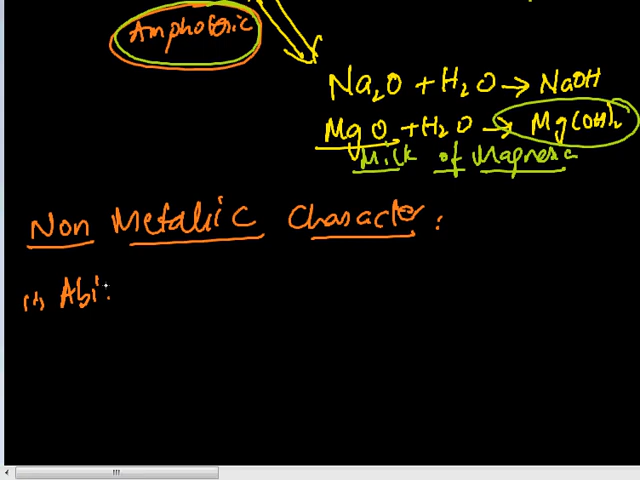 Amphoteric
Na2O + H2O → NaOH
MgO + H2O → Mg(OH)2
Milk of Magnesia
Non Metallic Character :
(i) Abi